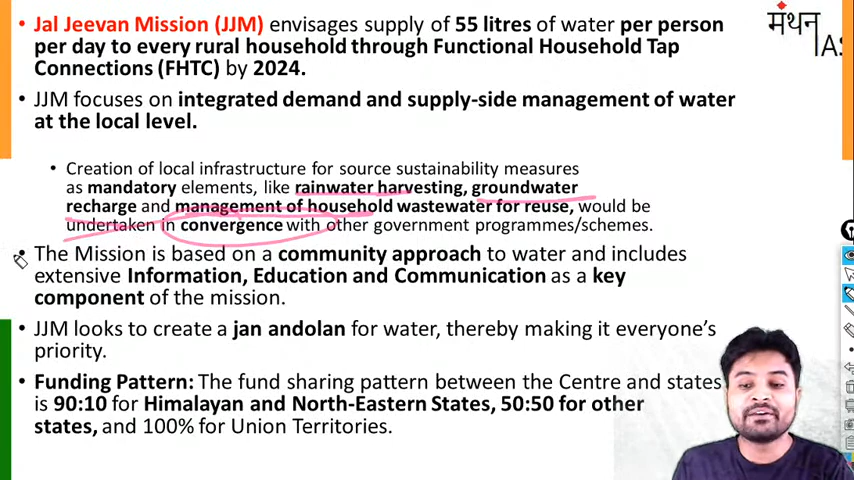 Jal Jeevan Mission (JJM) envisages supply of 55 litres of water per person
per day to every rural household through Functional Household Tap
Connections (FHTC) by 2024.
JJM focuses on integrated demand and supply-side management of water
at the local level.
Creation of local infrastructure for source sustainability measures
as mandatory elements, like rainwater harvesting, groundwater
recharge and management of household wastewater for reuse, would be
undertaken in convergence with other government programmes/schemes.
The Mission is based on a community approach to water and includes
extensive Information, Education and Communication as a key
component of the mission.
JJM looks to create a jan andolan for water, thereby making it everyone's
priority.
Funding Pattern: The fund sharing pattern between the Centre and states
is 90:10 for Himalayan and North-Eastern States, 50:50 for other
states, and 100% for Union Territories.
मंथन